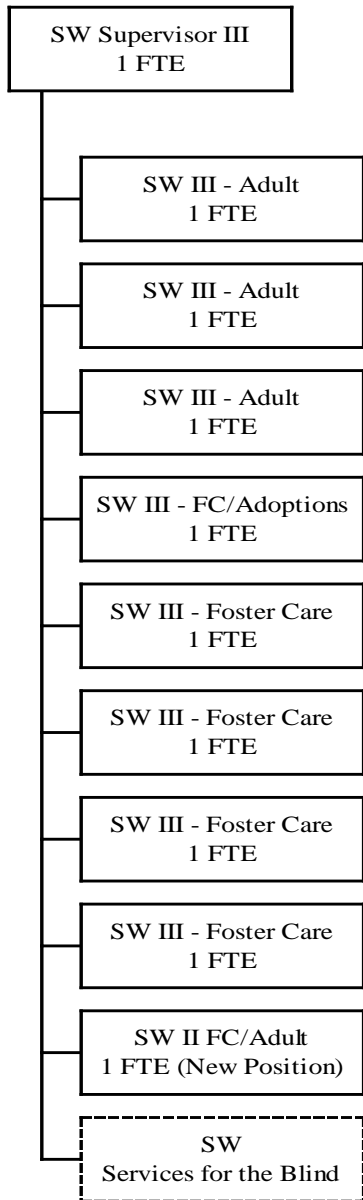 SW Supervisor III
1 FTE
SW III - Adult
1 FTE
SW III - Adult
1 FTE
SW III - Adult
1 FTE
SW III - FC/Adoptions
1 FTE
SW III - Foster Care
1 FTE
SW III - Foster Care
1 FTE
SW III - Foster Care
1 FTE
SW III - Foster Care
1 FTE
SW II FC/Adult
1 FTE (New Position)
SW
Services for the Blind